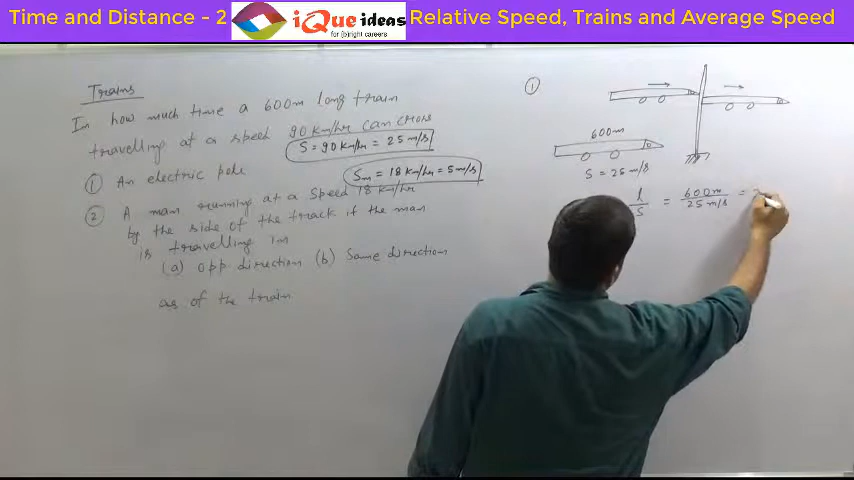 Time and Distance - 2 iQue ideas Relative Speed, Trains and Average Speed
for [b]right careers
Trains
In how much time a 600m long train
travelling at a speed 90 km/hr can cross
S = 90 km/hr = 25 m/s
① An electric pole
Sm = 18 km/hr = 5 m/s
② A man running at a speed 18 km/hr
by the side of the track if the man
is travelling in
(a) opp direction (b) Same direction
as of the train
①
600m
S = 25 m/s
l/S = 600m/25 m/s =